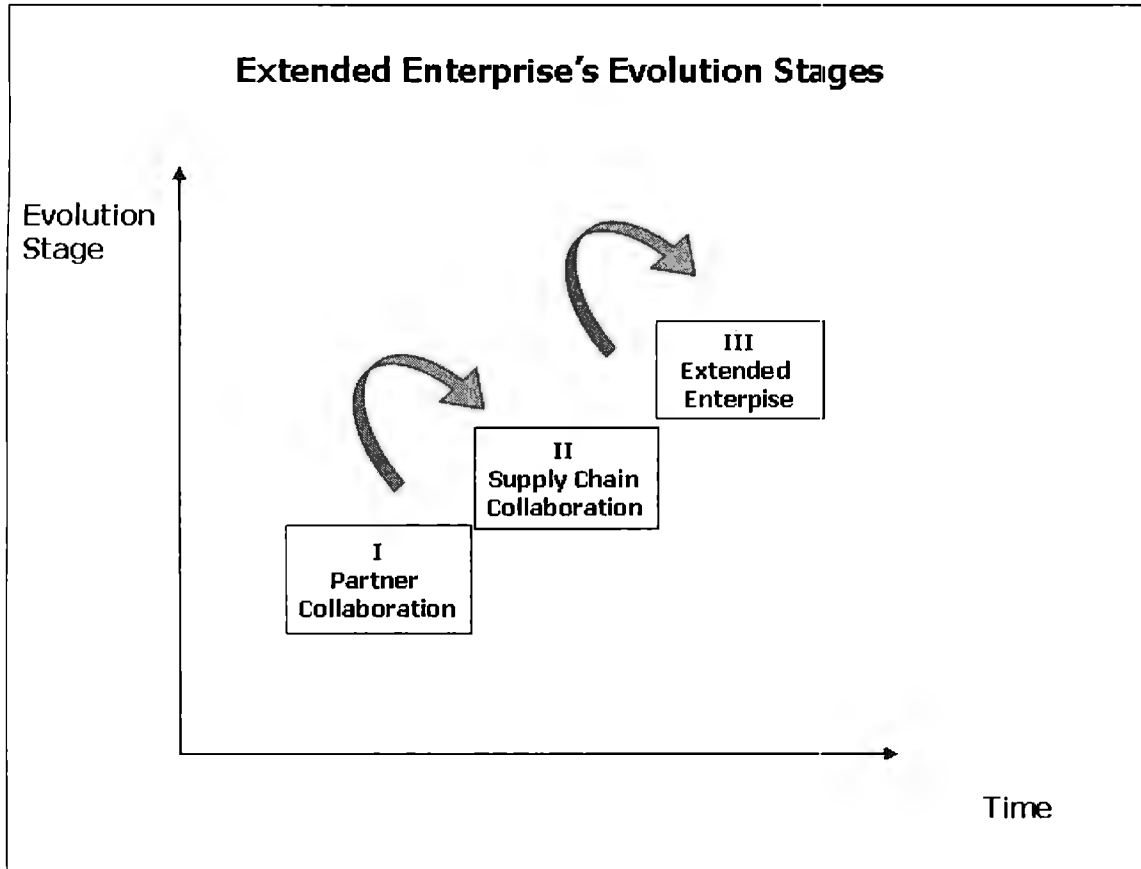 Extended Enterprise's Evolution Stages
Evolution
Stage
III
Extended
Enterpise
II
Supply Chain
Collaboration
I
Partner
Collaboration
Time